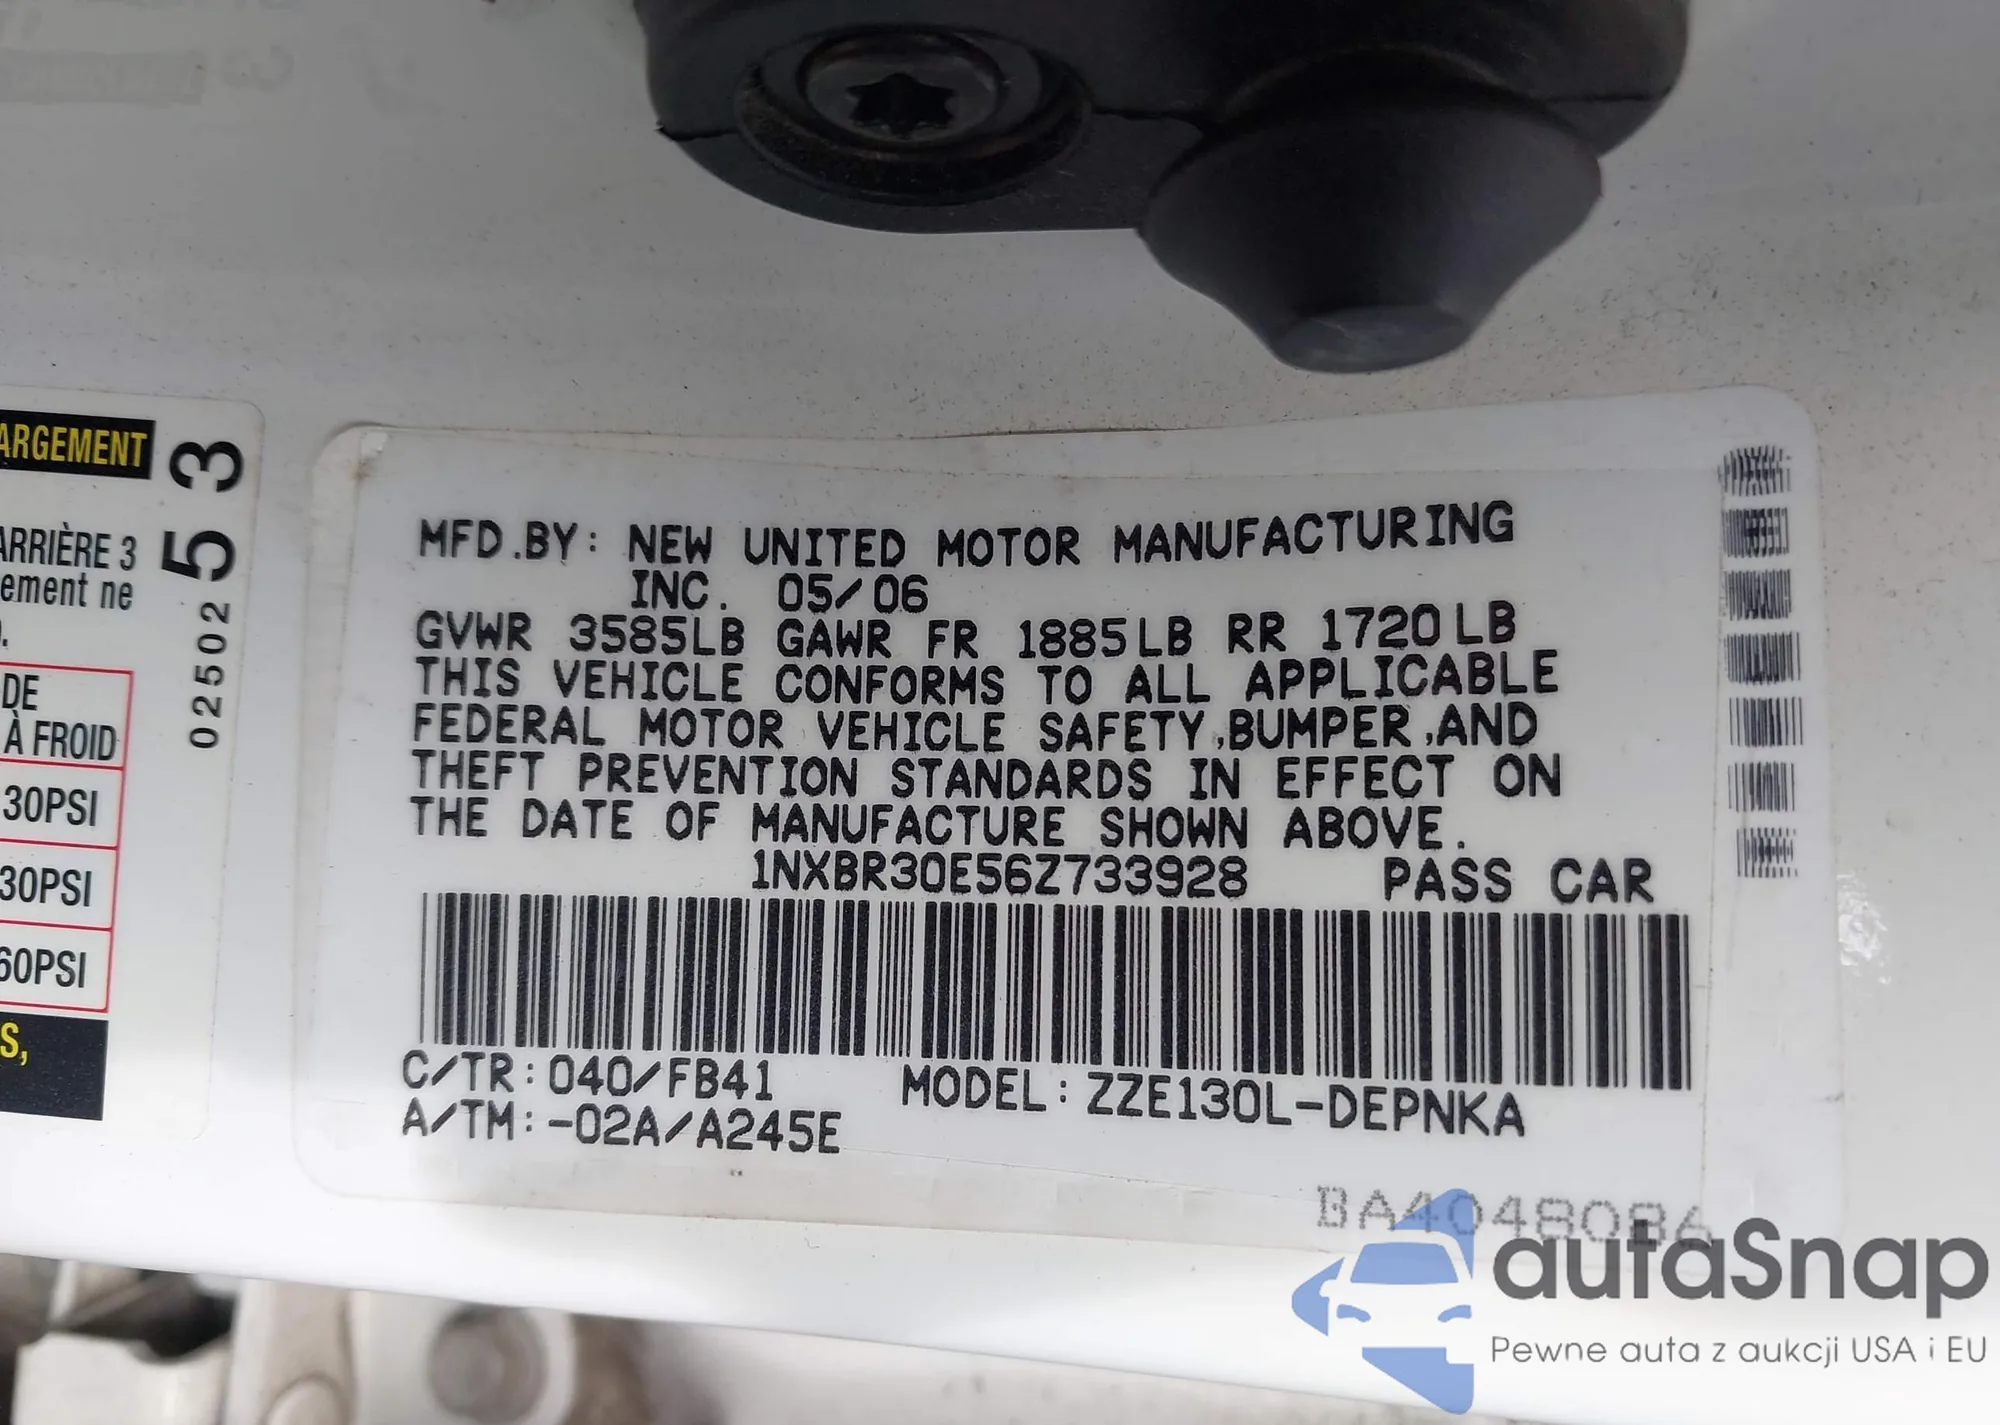 ARGEMENT
ARRIÈRE 3
ement ne
DE
À FROID
30PSI
30PSI
60PSI
S,
02502 53
MFD.BY: NEW UNITED MOTOR MANUFACTURING
INC. 05/06
GVWR 3585LB GAWR FR 1885LB RR 1720LB
THIS VEHICLE CONFORMS TO ALL APPLICABLE
FEDERAL MOTOR VEHICLE SAFETY,BUMPER,AND
THEFT PREVENTION STANDARDS IN EFFECT ON
THE DATE OF MANUFACTURE SHOWN ABOVE.
1NXBR30E56Z733928 PASS CAR
C/TR:040/FB41 MODEL:ZZE130L-DEPNKA
A/TM:-02A/A245E
BA4048086
autaSnap
Pewne auta z aukcji USA i EU